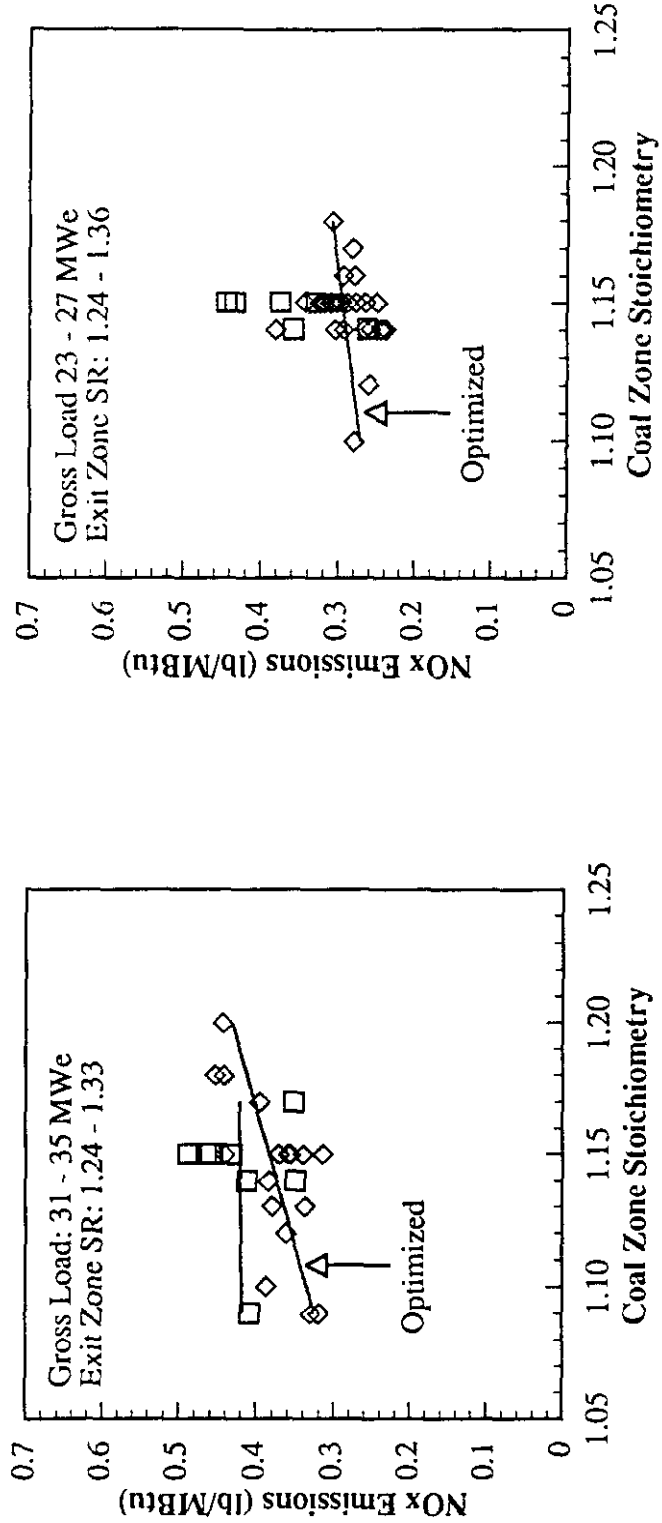 Gross Load: 31 - 35 MWe
Exit Zone SR: 1.24 - 1.33
NOx Emissions (lb/MBtu)
0.7
0.6
0.5
0.4
0.3
0.2
0.1
0
Optimized
1.05
1.10
1.15
1.20
1.25
Coal Zone Stoichiometry
Gross Load 23 - 27 MWe
Exit Zone SR: 1.24 - 1.36
NOx Emissions (lb/MBtu)
0.7
0.6
0.5
0.4
0.3
0.2
0.1
0
Optimized
1.05
1.10
1.15
1.20
1.25
Coal Zone Stoichiometry